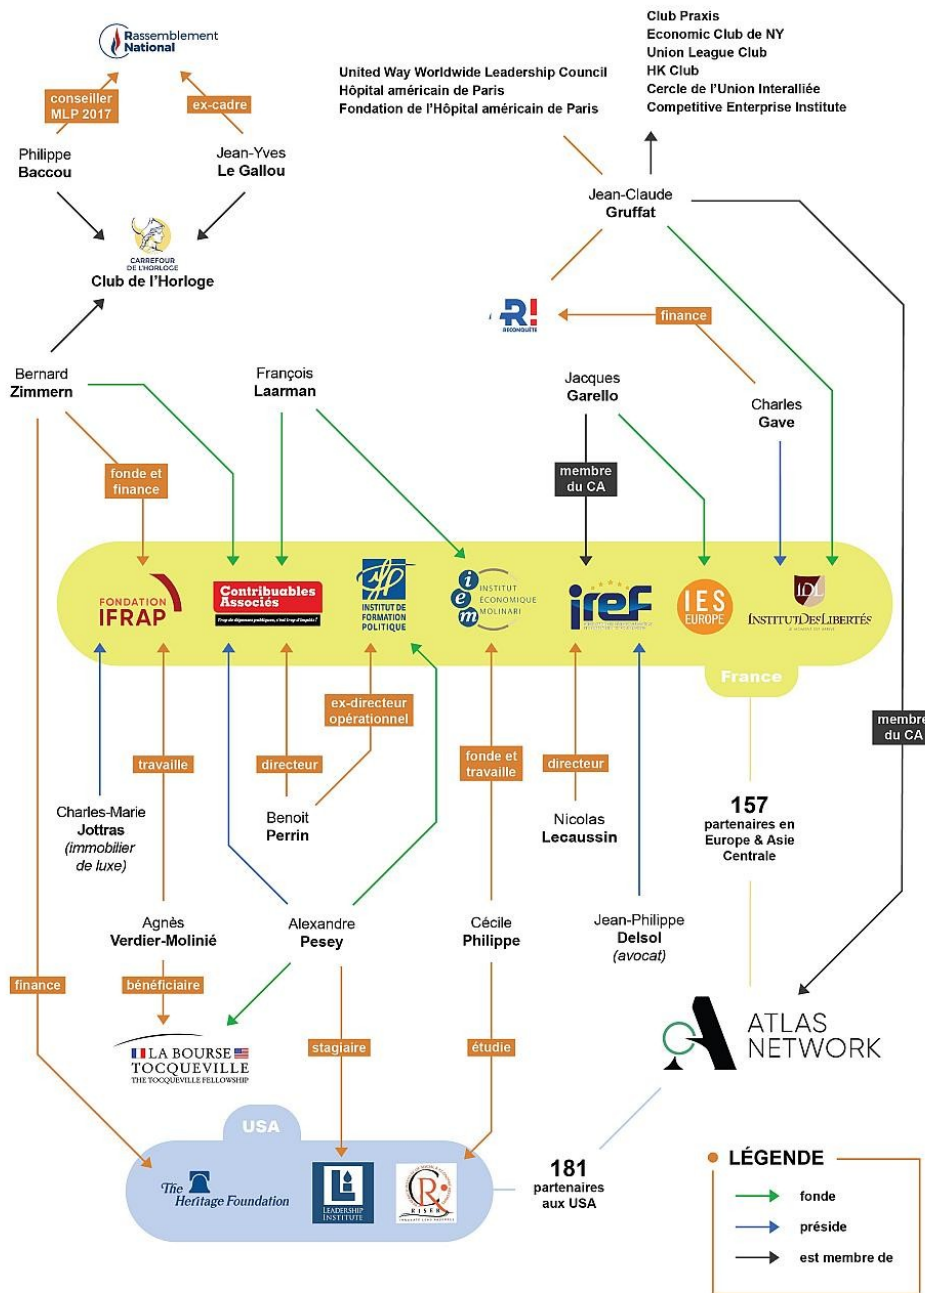 Rassemblement
National
conseiller
MLP 2017
ex-cadre
Philippe
Baccou
Jean-Yves
Le Gallou
CARREFOUR
DE L'HORLOGE
Club de l'Horloge
United Way Worldwide Leadership Council
Hôpital américain de Paris
Fondation de l'Hôpital américain de Paris
Club Praxis
Economic Club de NY
Union League Club
HK Club
Cercle de l'Union Interalliée
Competitive Enterprise Institute
Jean-Claude
Gruffat
R!
RECONQUÊTE
finance
Bernard
Zimmern
François
Laarman
Jacques
Garello
Charles
Gave
fonde et
finance
membre
du CA
FONDATION
IFRAP
Contribuables
Associés
Trop de dépenses publiques, c'est trop d'impôts !
ifp
INSTITUT DE
FORMATION
POLITIQUE
iem
INSTITUT
ÉCONOMIQUE
MOLINARI
iref
IES
EUROPE
IDL
INSTITUT DES LIBERTÉS
France
ex-directeur
opérationnel
membre
du CA
travaille
directeur
fonde et
travaille
directeur
Charles-Marie
Jottras
(immobilier
de luxe)
Benoit
Perrin
Nicolas
Lecaussin
157
partenaires en
Europe & Asie
Centrale
Agnès
Verdier-Molinié
Alexandre
Pesey
Cécile
Philippe
Jean-Philippe
Delsol
(avocat)
finance
bénéficiaire
LA BOURSE
TOCQUEVILLE
THE TOCQUEVILLE FELLOWSHIP
stagiaire
étudie
ATLAS
NETWORK
USA
The
Heritage Foundation
LI
LEADERSHIP
INSTITUTE
181
partenaires
aux USA
LÉGENDE
fonde
préside
est membre de